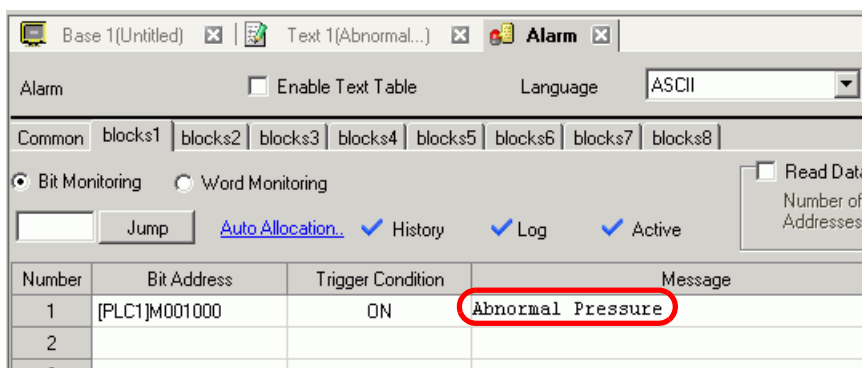 Base 1(Untitled) Text 1(Abnormal...) Alarm
Alarm Enable Text Table Language ASCII
Common blocks1 blocks2 blocks3 blocks4 blocks5 blocks6 blocks7 blocks8
Bit Monitoring Word Monitoring Read Data
Number of
Jump Auto Allocation.. History Log Active Addresses
Number Bit Address Trigger Condition Message
1 [PLC1]M001000 ON Abnormal Pressure
2